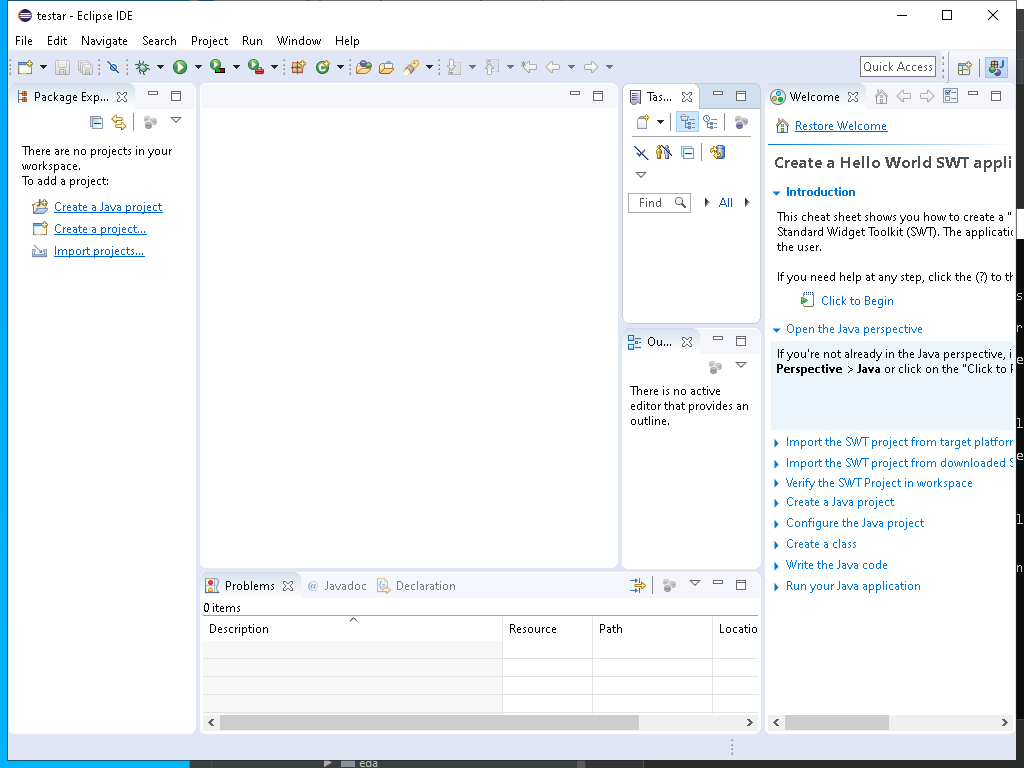 testar - Eclipse IDE
File Edit Navigate Search Project Run Window Help
Quick Access
Package Exp...
There are no projects in your
workspace.
To add a project:
Create a Java project
Create a project...
Import projects...
Tas...
Find
All
Ou...
There is no active
editor that provides an
outline.
Welcome
Restore Welcome
Create a Hello World SWT appli
Introduction
This cheat sheet shows you how to create a "
Standard Widget Toolkit (SWT). The applicatio
the user.
If you need help at any step, click the (?) to th
Click to Begin
Open the Java perspective
If you're not already in the Java perspective, i
Perspective > Java or click on the "Click to P
Import the SWT project from target platforn
Import the SWT project from downloaded S
Verify the SWT Project in workspace
Create a Java project
Configure the Java project
Create a class
Write the Java code
Run your Java application
Problems @ Javadoc Declaration
0 items
Description Resource Path Locatio
eda